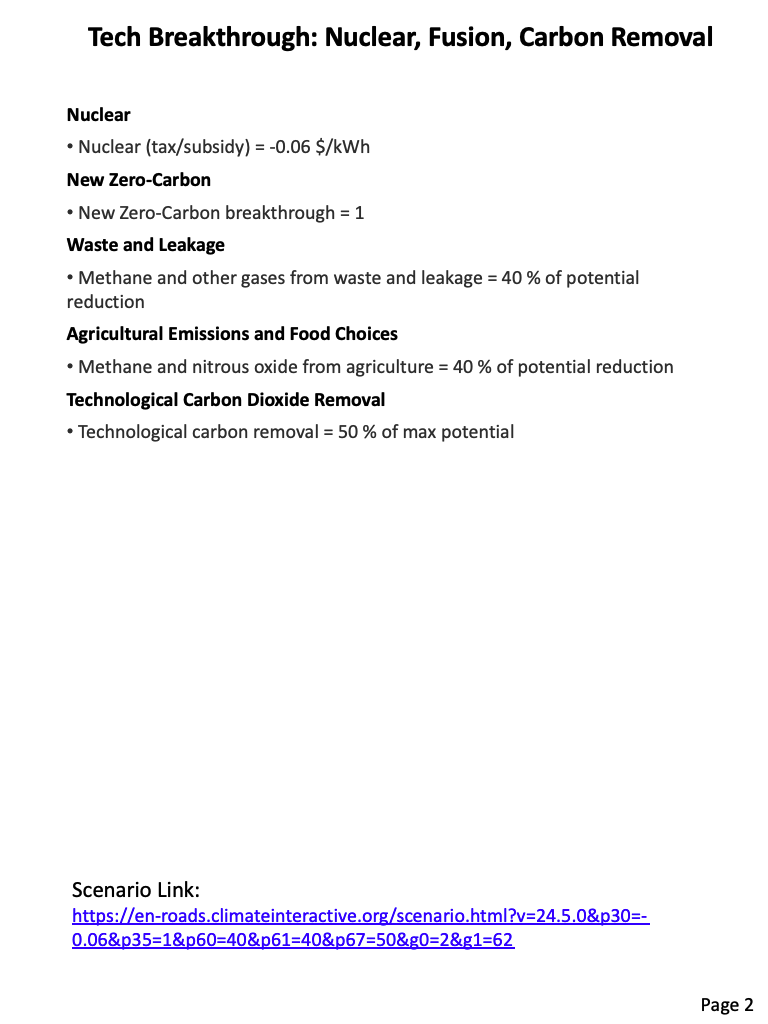 Tech Breakthrough: Nuclear, Fusion, Carbon Removal
Nuclear
• Nuclear (tax/subsidy) = -0.06 $/kWh
New Zero-Carbon
• New Zero-Carbon breakthrough = 1
Waste and Leakage
• Methane and other gases from waste and leakage = 40 % of potential
reduction
Agricultural Emissions and Food Choices
• Methane and nitrous oxide from agriculture = 40 % of potential reduction
Technological Carbon Dioxide Removal
• Technological carbon removal = 50 % of max potential
Scenario Link:
https://en-roads.climateinteractive.org/scenario.html?v=24.5.0&p30=-
0.06&p35=1&p60=40&p61=40&p67=50&g0=2&g1=62
Page 2